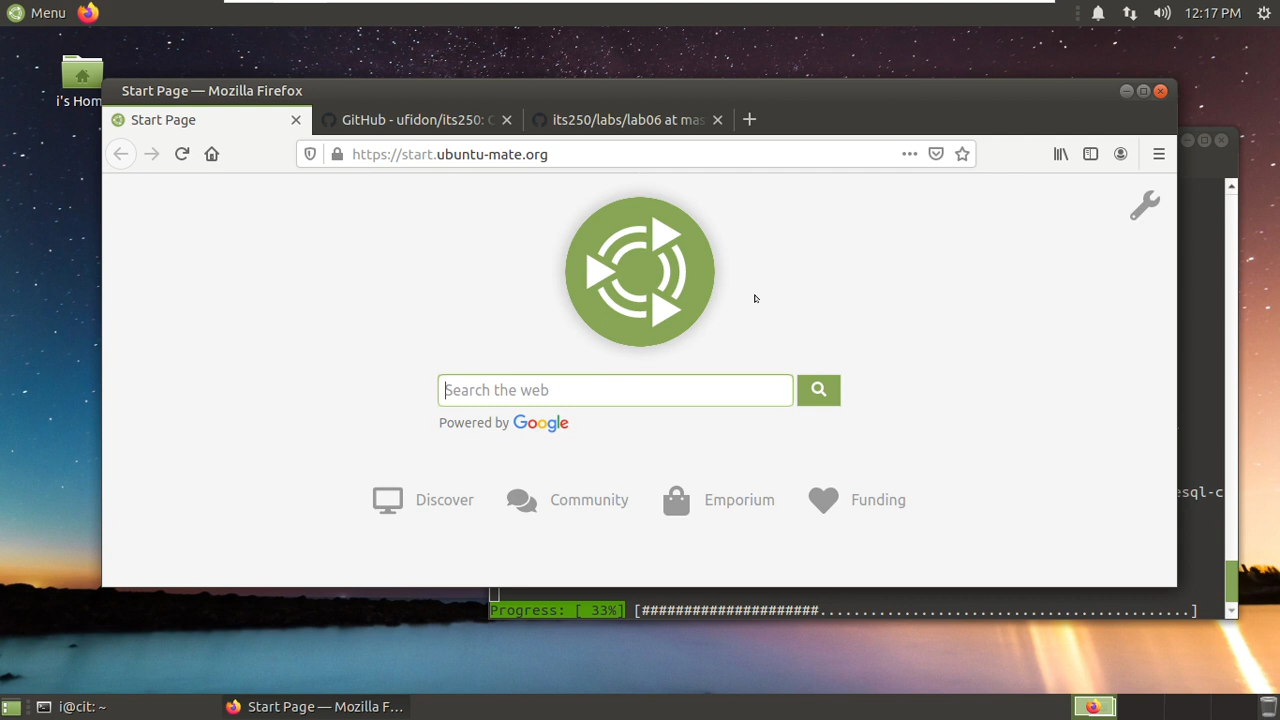 Menu
12:17 PM
i's Hom
Start Page — Mozilla Firefox
Start Page
GitHub - ufidon/its250: C
its250/labs/lab06 at mas
https://start.ubuntu-mate.org
Search the web
Powered by Google
Discover
Community
Emporium
Funding
esql-c
Progress: [ 33%] [#####################............................................]
i@cit: ~
Start Page — Mozilla F...